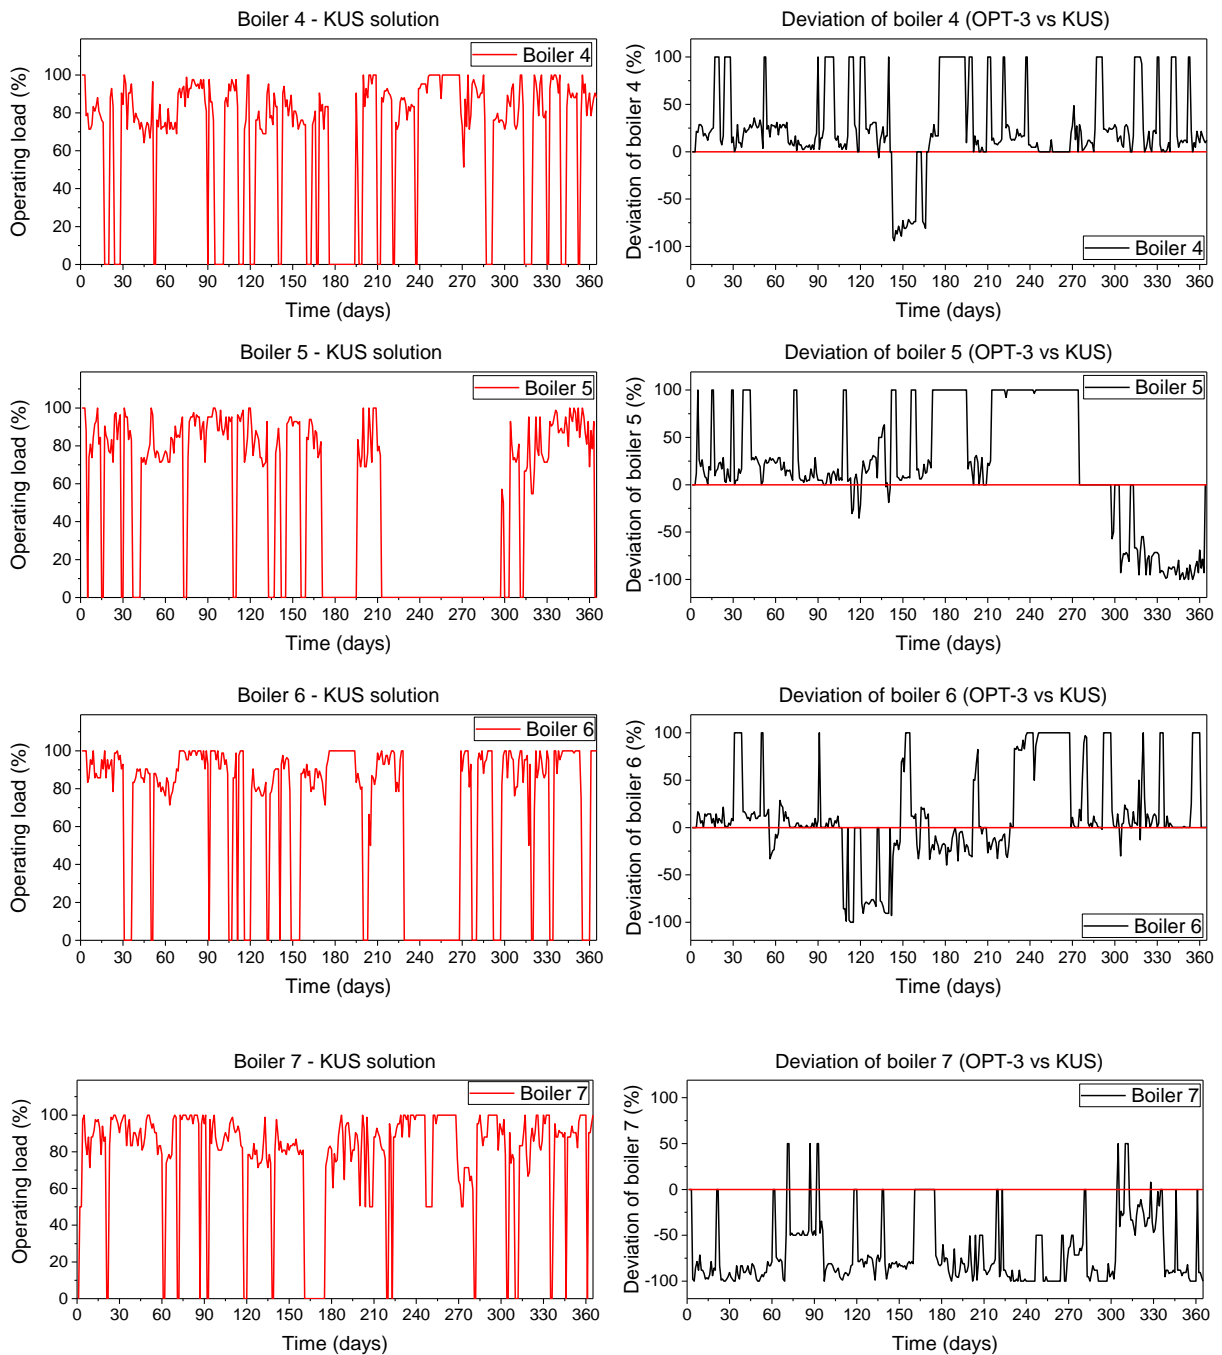 Boiler 4 - KUS solution
Boiler 4
Operating load (%)
100
80
60
40
20
0
0 30 60 90 120 150 180 210 240 270 300 330 360
Time (days)
Deviation of boiler 4 (OPT-3 vs KUS)
Boiler 4
Deviation of boiler 4 (%)
100
50
0
-50
-100
0 30 60 90 120 150 180 210 240 270 300 330 360
Time (days)
Boiler 5 - KUS solution
Boiler 5
Operating load (%)
100
80
60
40
20
0
0 30 60 90 120 150 180 210 240 270 300 330 360
Time (days)
Deviation of boiler 5 (OPT-3 vs KUS)
Boiler 5
Deviation of boiler 5 (%)
100
50
0
-50
-100
0 30 60 90 120 150 180 210 240 270 300 330 360
Time (days)
Boiler 6 - KUS solution
Boiler 6
Operating load (%)
100
80
60
40
20
0
0 30 60 90 120 150 180 210 240 270 300 330 360
Time (days)
Deviation of boiler 6 (OPT-3 vs KUS)
Boiler 6
Deviation of boiler 6 (%)
100
50
0
-50
-100
0 30 60 90 120 150 180 210 240 270 300 330 360
Time (days)
Boiler 7 - KUS solution
Boiler 7
Operating load (%)
100
80
60
40
20
0
0 30 60 90 120 150 180 210 240 270 300 330 360
Time (days)
Deviation of boiler 7 (OPT-3 vs KUS)
Boiler 7
Deviation of boiler 7 (%)
100
50
0
-50
-100
0 30 60 90 120 150 180 210 240 270 300 330 360
Time (days)